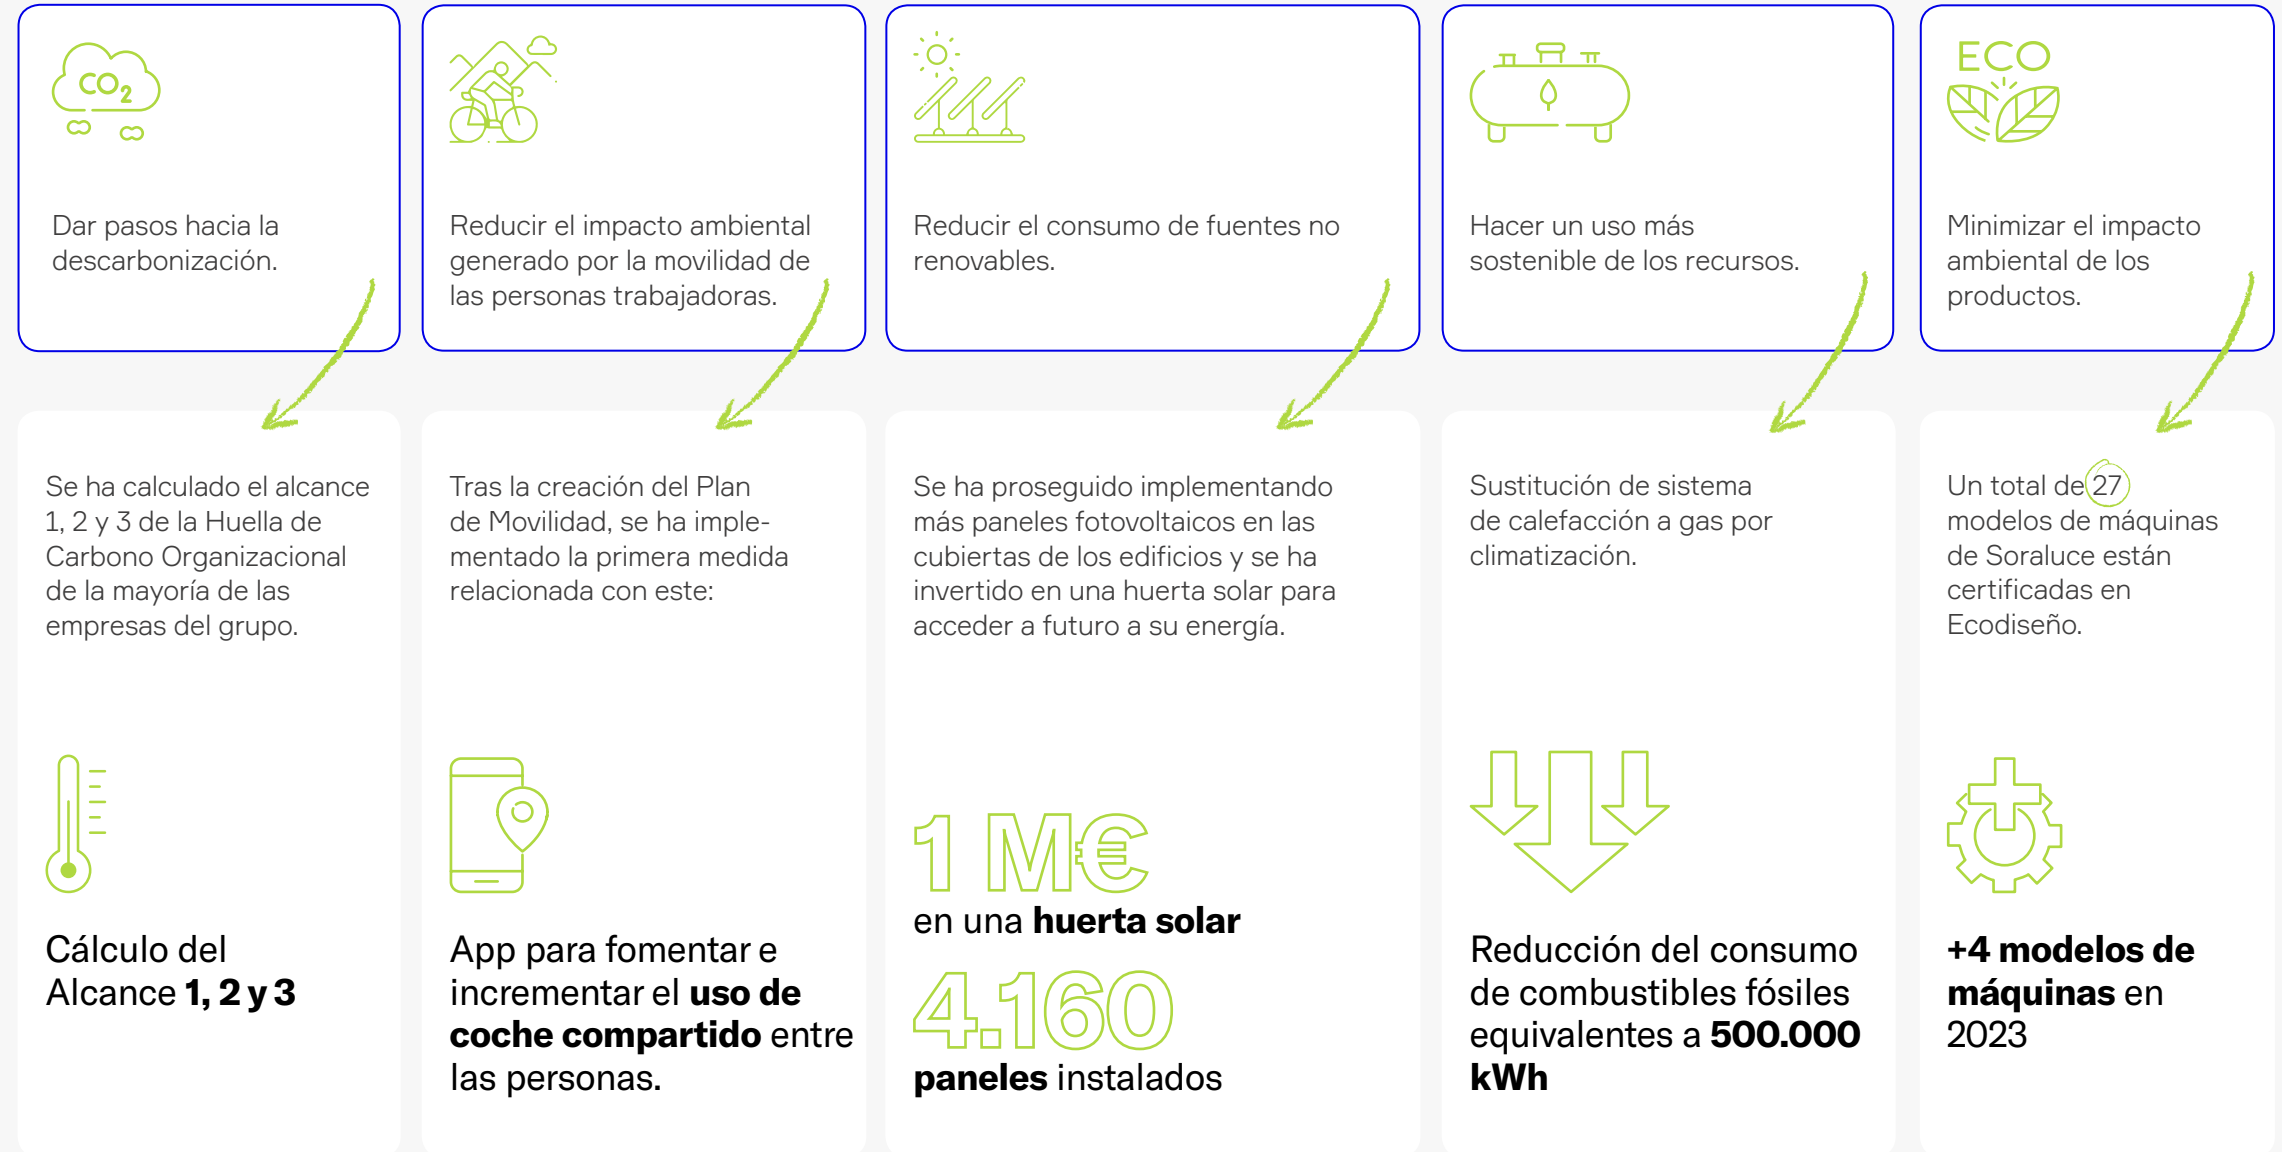 CO2
Dar pasos hacia la
descarbonización.
Reducir el impacto ambiental
generado por la movilidad de
las personas trabajadoras.
Reducir el consumo de fuentes no
renovables.
Hacer un uso más
sostenible de los recursos.
ECO
Minimizar el impacto
ambiental de los
productos.
Se ha calculado el alcance
1, 2 y 3 de la Huella de
Carbono Organizacional
de la mayoría de las
empresas del grupo.
Cálculo del
Alcance 1, 2 y 3
Tras la creación del Plan
de Movilidad, se ha imple-
mentado la primera medida
relacionada con este:
App para fomentar e
incrementar el uso de
coche compartido entre
las personas.
Se ha proseguido implementando
más paneles fotovoltaicos en las
cubiertas de los edificios y se ha
invertido en una huerta solar para
acceder a futuro a su energía.
1 M€
en una huerta solar
4.160
paneles instalados
Sustitución de sistema
de calefacción a gas por
climatización.
Reducción del consumo
de combustibles fósiles
equivalentes a 500.000
kWh
Un total de 27
modelos de máquinas
de Soraluce están
certificadas en
Ecodiseño.
+4 modelos de
máquinas en
2023